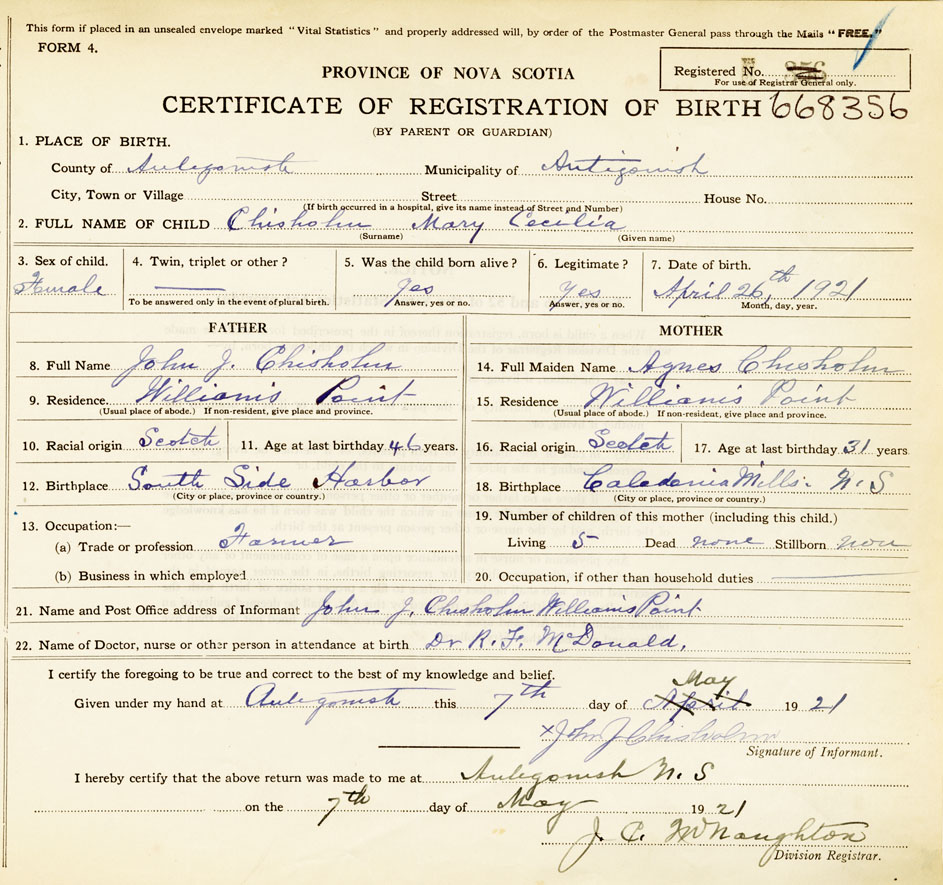 This form if placed in an unsealed envelope marked "Vital Statistics" and properly addressed will, by order of the Postmaster General pass through the Mails "FREE."
FORM 4.
PROVINCE OF NOVA SCOTIA
Registered No.
For use of Registrar General only.
CERTIFICATE OF REGISTRATION OF BIRTH 668356
(BY PARENT OR GUARDIAN)
1. PLACE OF BIRTH.
County of Antigonish Municipality of Antigonish
City, Town or Village Street House No.
(If birth occurred in a hospital, give its name instead of Street and Number)
2. FULL NAME OF CHILD Chisholm Mary Cecilia
(Surname) (Given name)
3. Sex of child. 4. Twin, triplet or other? 5. Was the child born alive? 6. Legitimate? 7. Date of birth.
Female — Yes Yes April 26th, 1921
To be answered only in the event of plural birth. Answer, yes or no. Answer, yes or no. Month, day, year.
FATHER MOTHER
8. Full Name John J. Chisholm 14. Full Maiden Name Agnes Chisholm
9. Residence. William's Point 15. Residence William's Point
(Usual place of abode.) If non-resident, give place and province. (Usual place of abode.) If non-resident, give place and province.
10. Racial origin Scotch 11. Age at last birthday 46 years. 16. Racial origin Scotch 17. Age at last birthday 31 years
12. Birthplace South Side Harbor 18. Birthplace Caledonia Mills. N. S
(City or place, province or country.) (City or place, province or country.)
13. Occupation:— 19. Number of children of this mother (including this child.)
(a) Trade or profession Farmer Living 5 Dead none Stillborn non
(b) Business in which employed 20. Occupation, if other than household duties —
21. Name and Post Office address of Informant John J. Chisholm William's Point
22. Name of Doctor, nurse or other person in attendance at birth Dr R. F. McDonald.
I certify the foregoing to be true and correct to the best of my knowledge and belief.
Given under my hand at Antigonish this 7th day of April May 1921
x John J Chisholm
Signature of Informant.
I hereby certify that the above return was made to me at Antigonish N. S
on the 7th day of May 1921
J. C. McNaughton
Division Registrar.